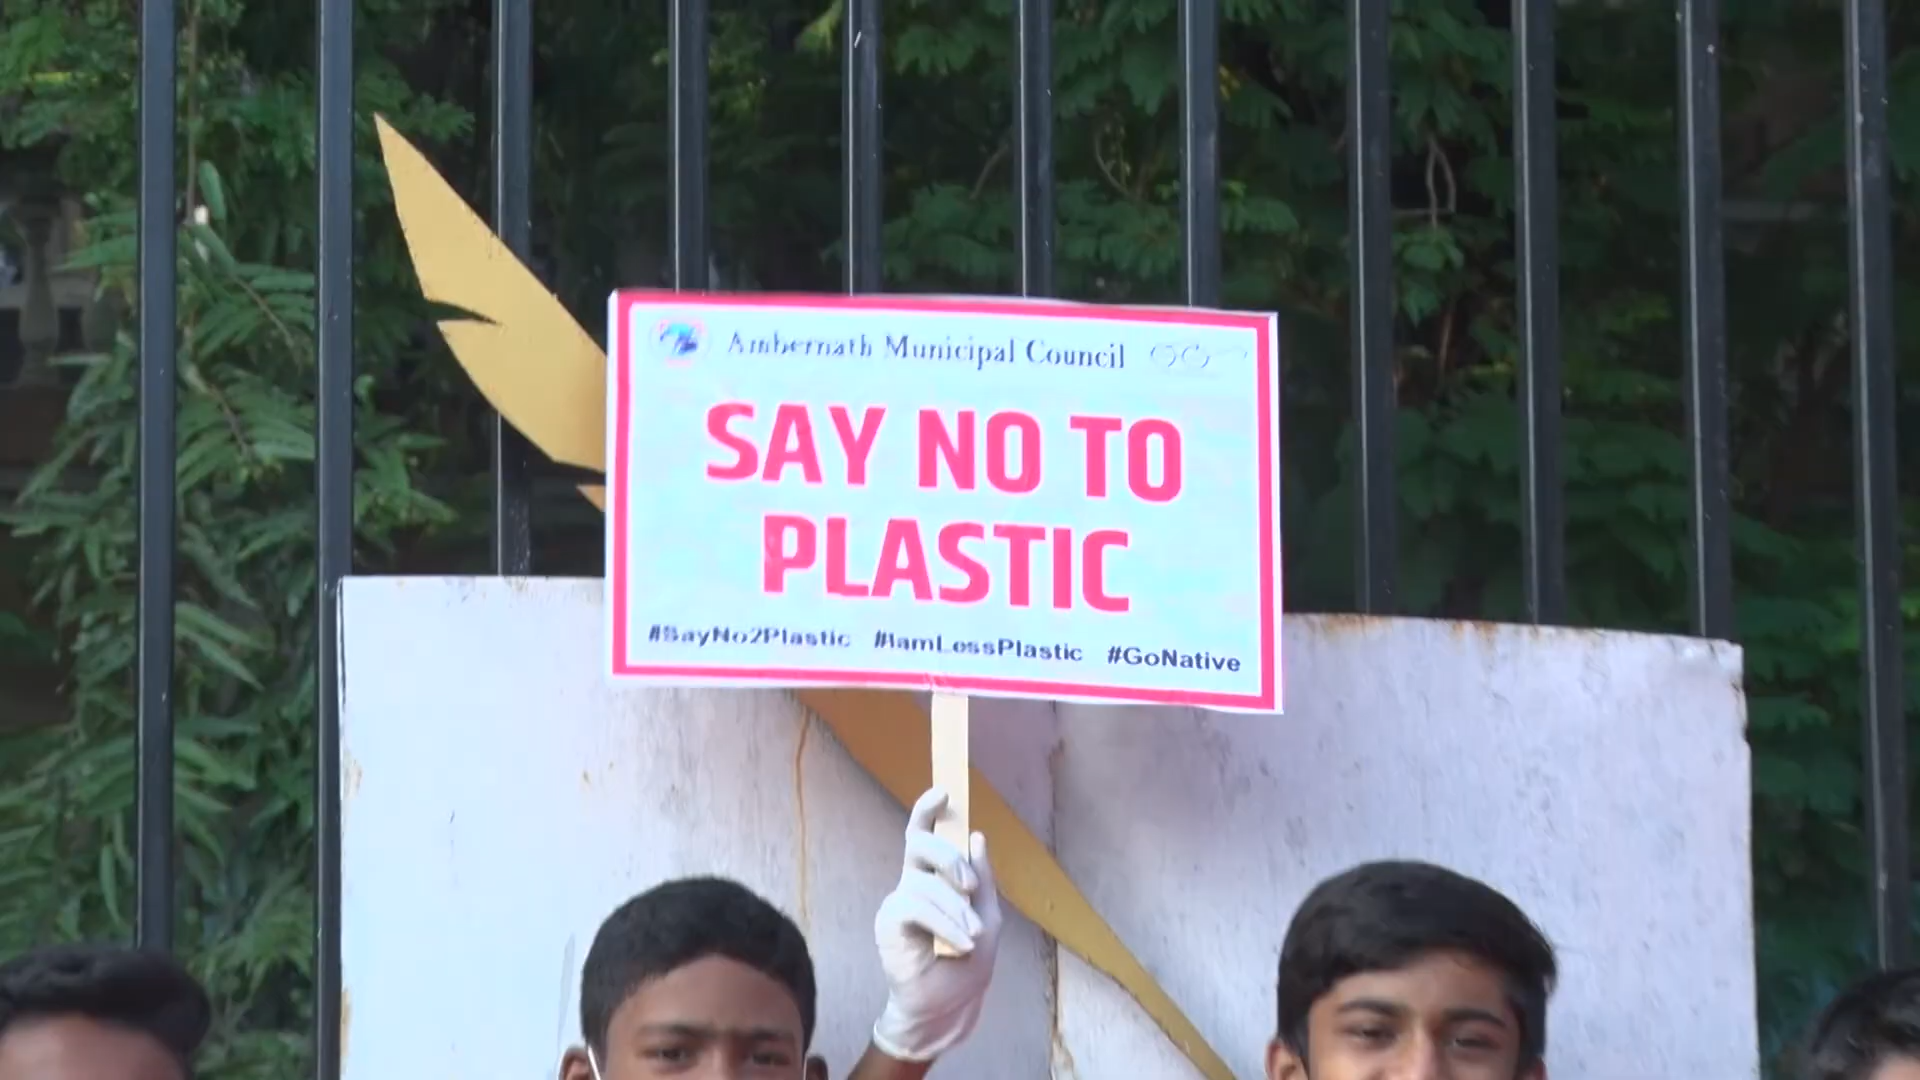 Ambernath Municipal Council
SAY NO TO
PLASTIC
#SayNo2Plastic #IamLessPlastic #GoNative